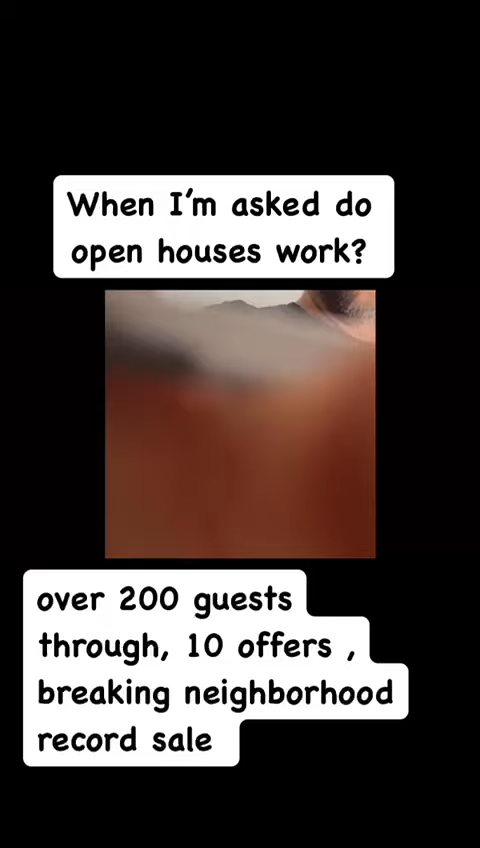 When I'm asked do
open houses work?
over 200 guests
through, 10 offers ,
breaking neighborhood
record sale